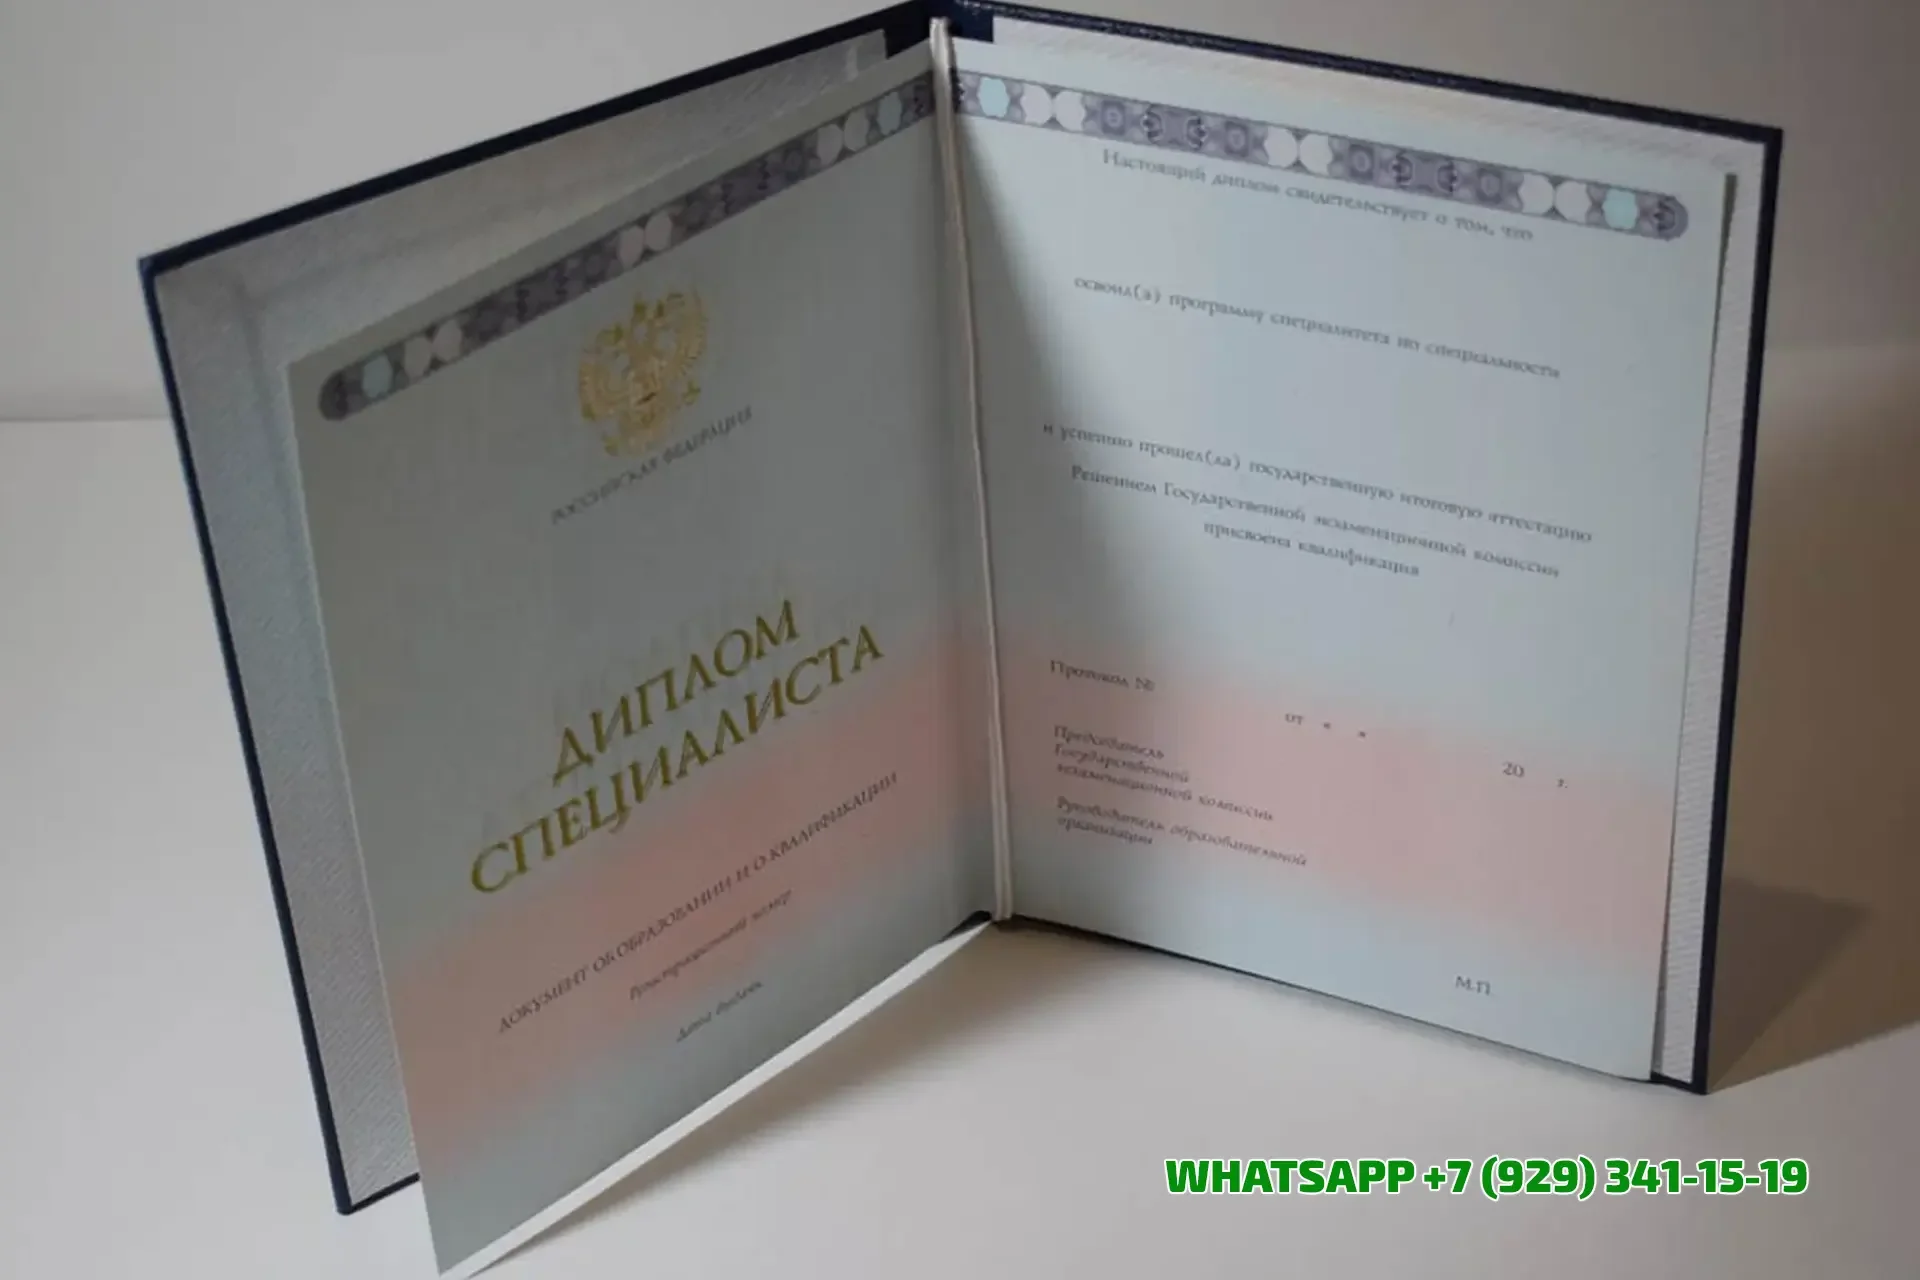 РОССИЙСКАЯ ФЕДЕРАЦИЯ
ДИПЛОМ
СПЕЦИАЛИСТА
ДОКУМЕНТ ОБ ОБРАЗОВАНИИ И О КВАЛИФИКАЦИИ
Регистрационный номер
Дата выдачи
Настоящий диплом свидетельствует о том, что
освоил(а) программу специалитета по специальности
и успешно прошел(ла) государственную итоговую аттестацию
Решением Государственной экзаменационной комиссии
присвоена квалификация
Протокол №
от « »
20 г.
Председатель
Государственной
экзаменационной комиссии
Руководитель образовательной
организации
М.П.
WHATSAPP +7 (929) 341-15-19